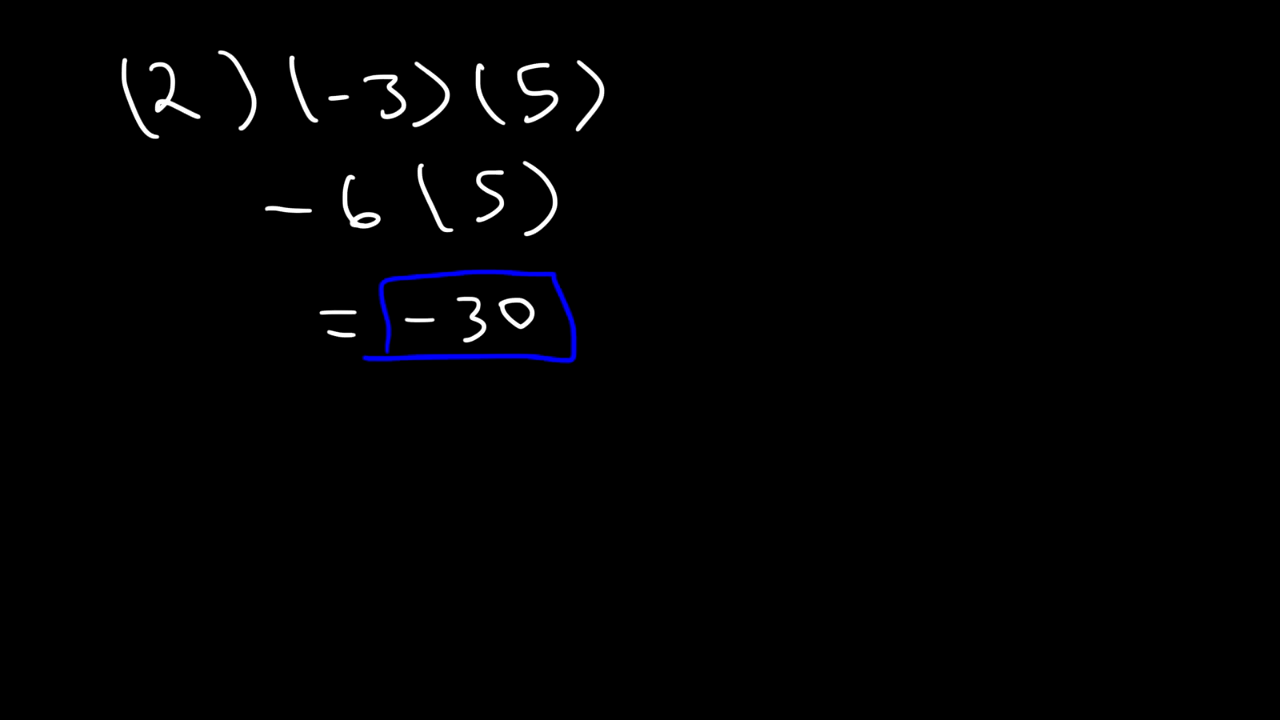 (2)(-3)(5)
-6(5)
= -30